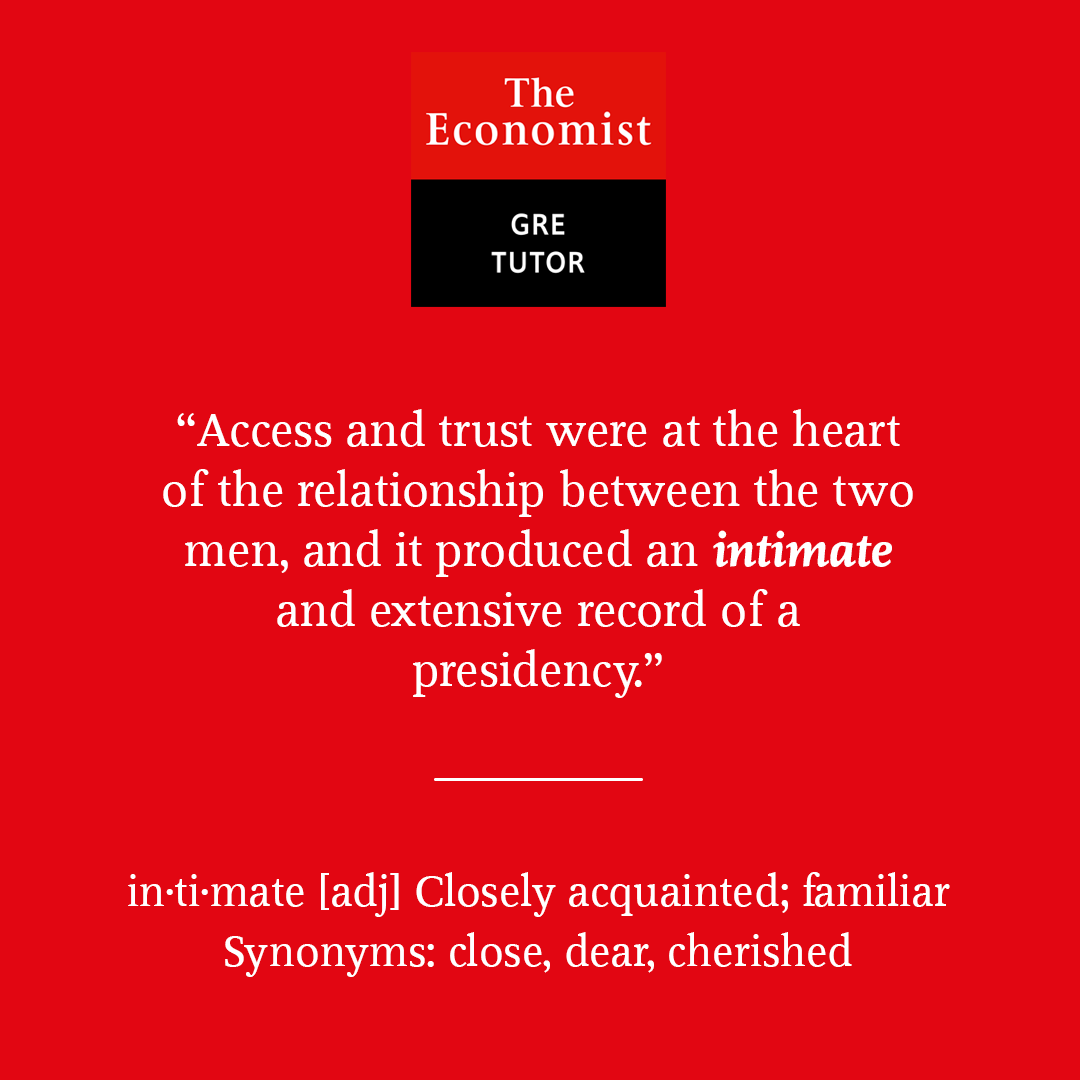 The
Economist
GRE
TUTOR
“Access and trust were at the heart
of the relationship between the two
men, and it produced an intimate
and extensive record of a
presidency.”
in·ti·mate [adj] Closely acquainted; familiar
Synonyms: close, dear, cherished